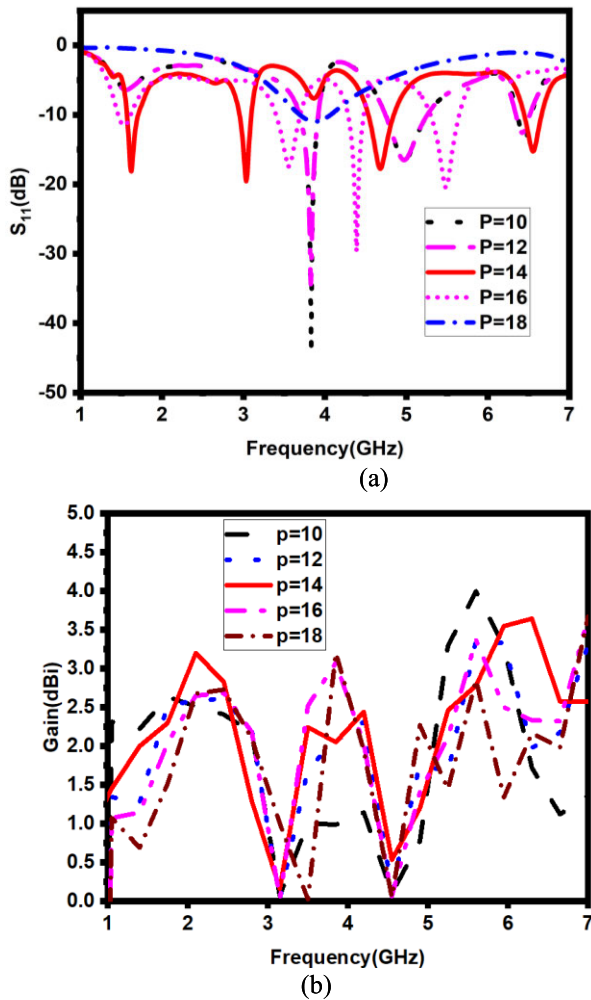 0
-10
-20
-30
-40
-50
S11(dB)
P=10
P=12
P=14
P=16
P=18
1 2 3 4 5 6 7
Frequency(GHz)
(a)
5.0
4.5
4.0
3.5
3.0
2.5
2.0
1.5
1.0
0.5
0.0
Gain(dBi)
p=10
p=12
p=14
p=16
p=18
1 2 3 4 5 6 7
Frequency(GHz)
(b)